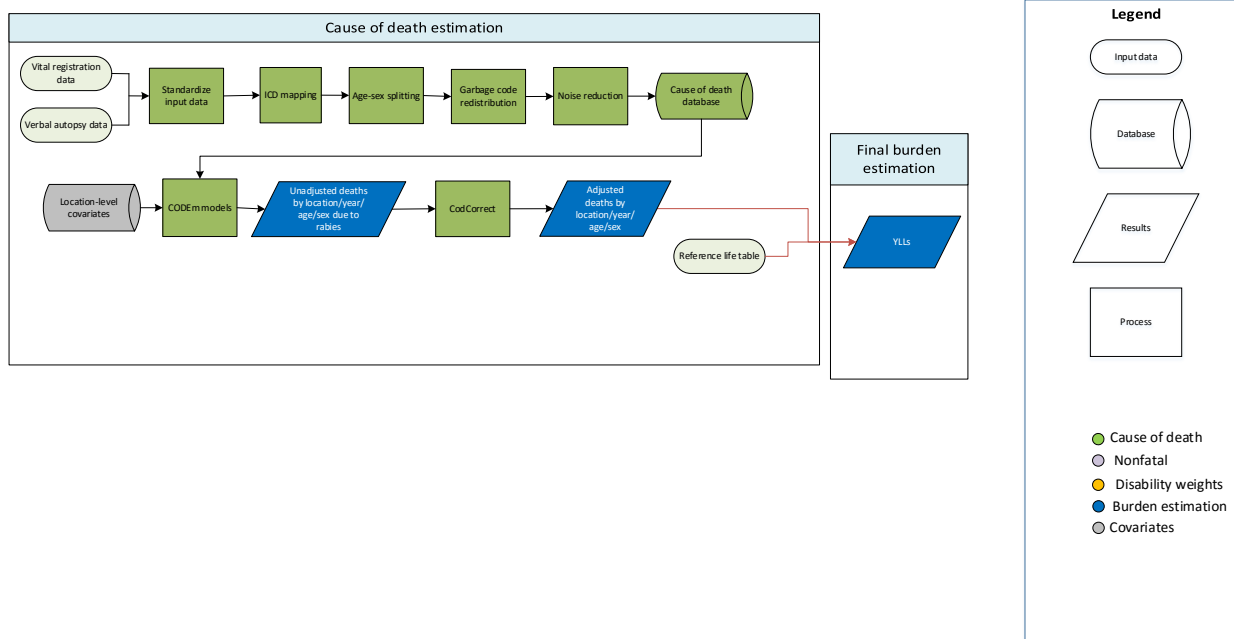 Cause of death estimation
Vital registration
data
Verbal autopsy data
Standardize
input data
ICD mapping
Age-sex splitting
Garbage code
redistribution
Noise reduction
Cause of death
database
Location-level
covariates
CODEm models
Unadjusted deaths
by location/year/
age/sex due to
rabies
CodCorrect
Adjusted
deaths by
location/year/
age/sex
Reference life table
Final burden
estimation
YLLs
Legend
Input data
Database
Results
Process
Cause of death
Nonfatal
Disability weights
Burden estimation
Covariates